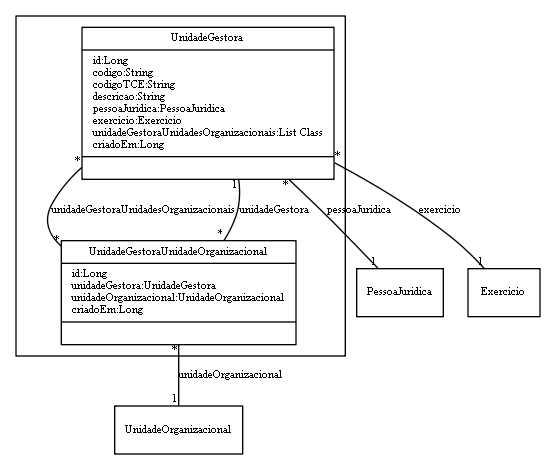 UnidadeGestora
id:Long
codigo:String
codigoTCE:String
descricao:String
pessoaJuridica:PessoaJuridica
exercicio:Exercicio
unidadeGestoraUnidadesOrganizacionais:List Class
criadoEm:Long
* 1 * *
unidadeGestoraUnidadesOrganizacionais unidadeGestora pessoaJuridica exercicio
* * 1 1
UnidadeGestoraUnidadeOrganizacional
id:Long
unidadeGestora:UnidadeGestora
unidadeOrganizacional:UnidadeOrganizacional
criadoEm:Long
PessoaJuridica Exercicio
*
unidadeOrganizacional
1
UnidadeOrganizacional